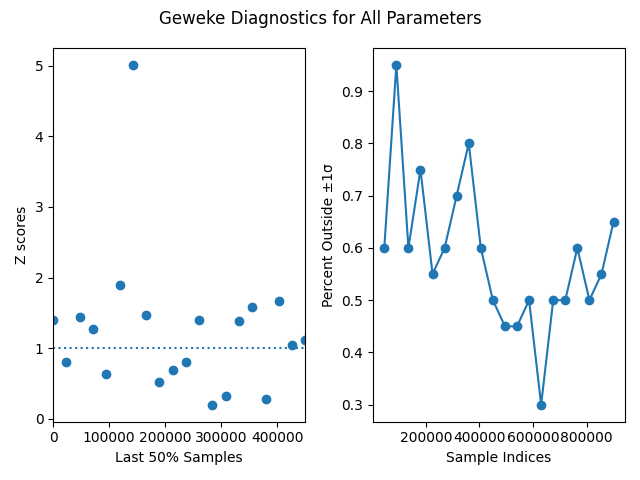 Geweke Diagnostics for All Parameters
5
4
3
2
1
0
Z scores
0 100000 200000 300000 400000
Last 50% Samples
0.9
0.8
0.7
0.6
0.5
0.4
0.3
Percent Outside ±1σ
200000 400000 600000 800000
Sample Indices